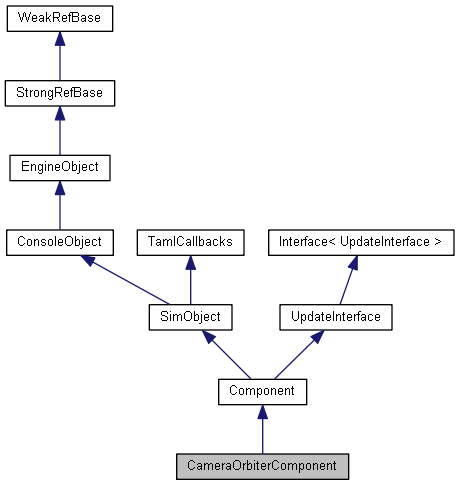 WeakRefBase
StrongRefBase
EngineObject
ConsoleObject
TamlCallbacks
Interface< UpdateInterface >
SimObject
UpdateInterface
Component
CameraOrbiterComponent